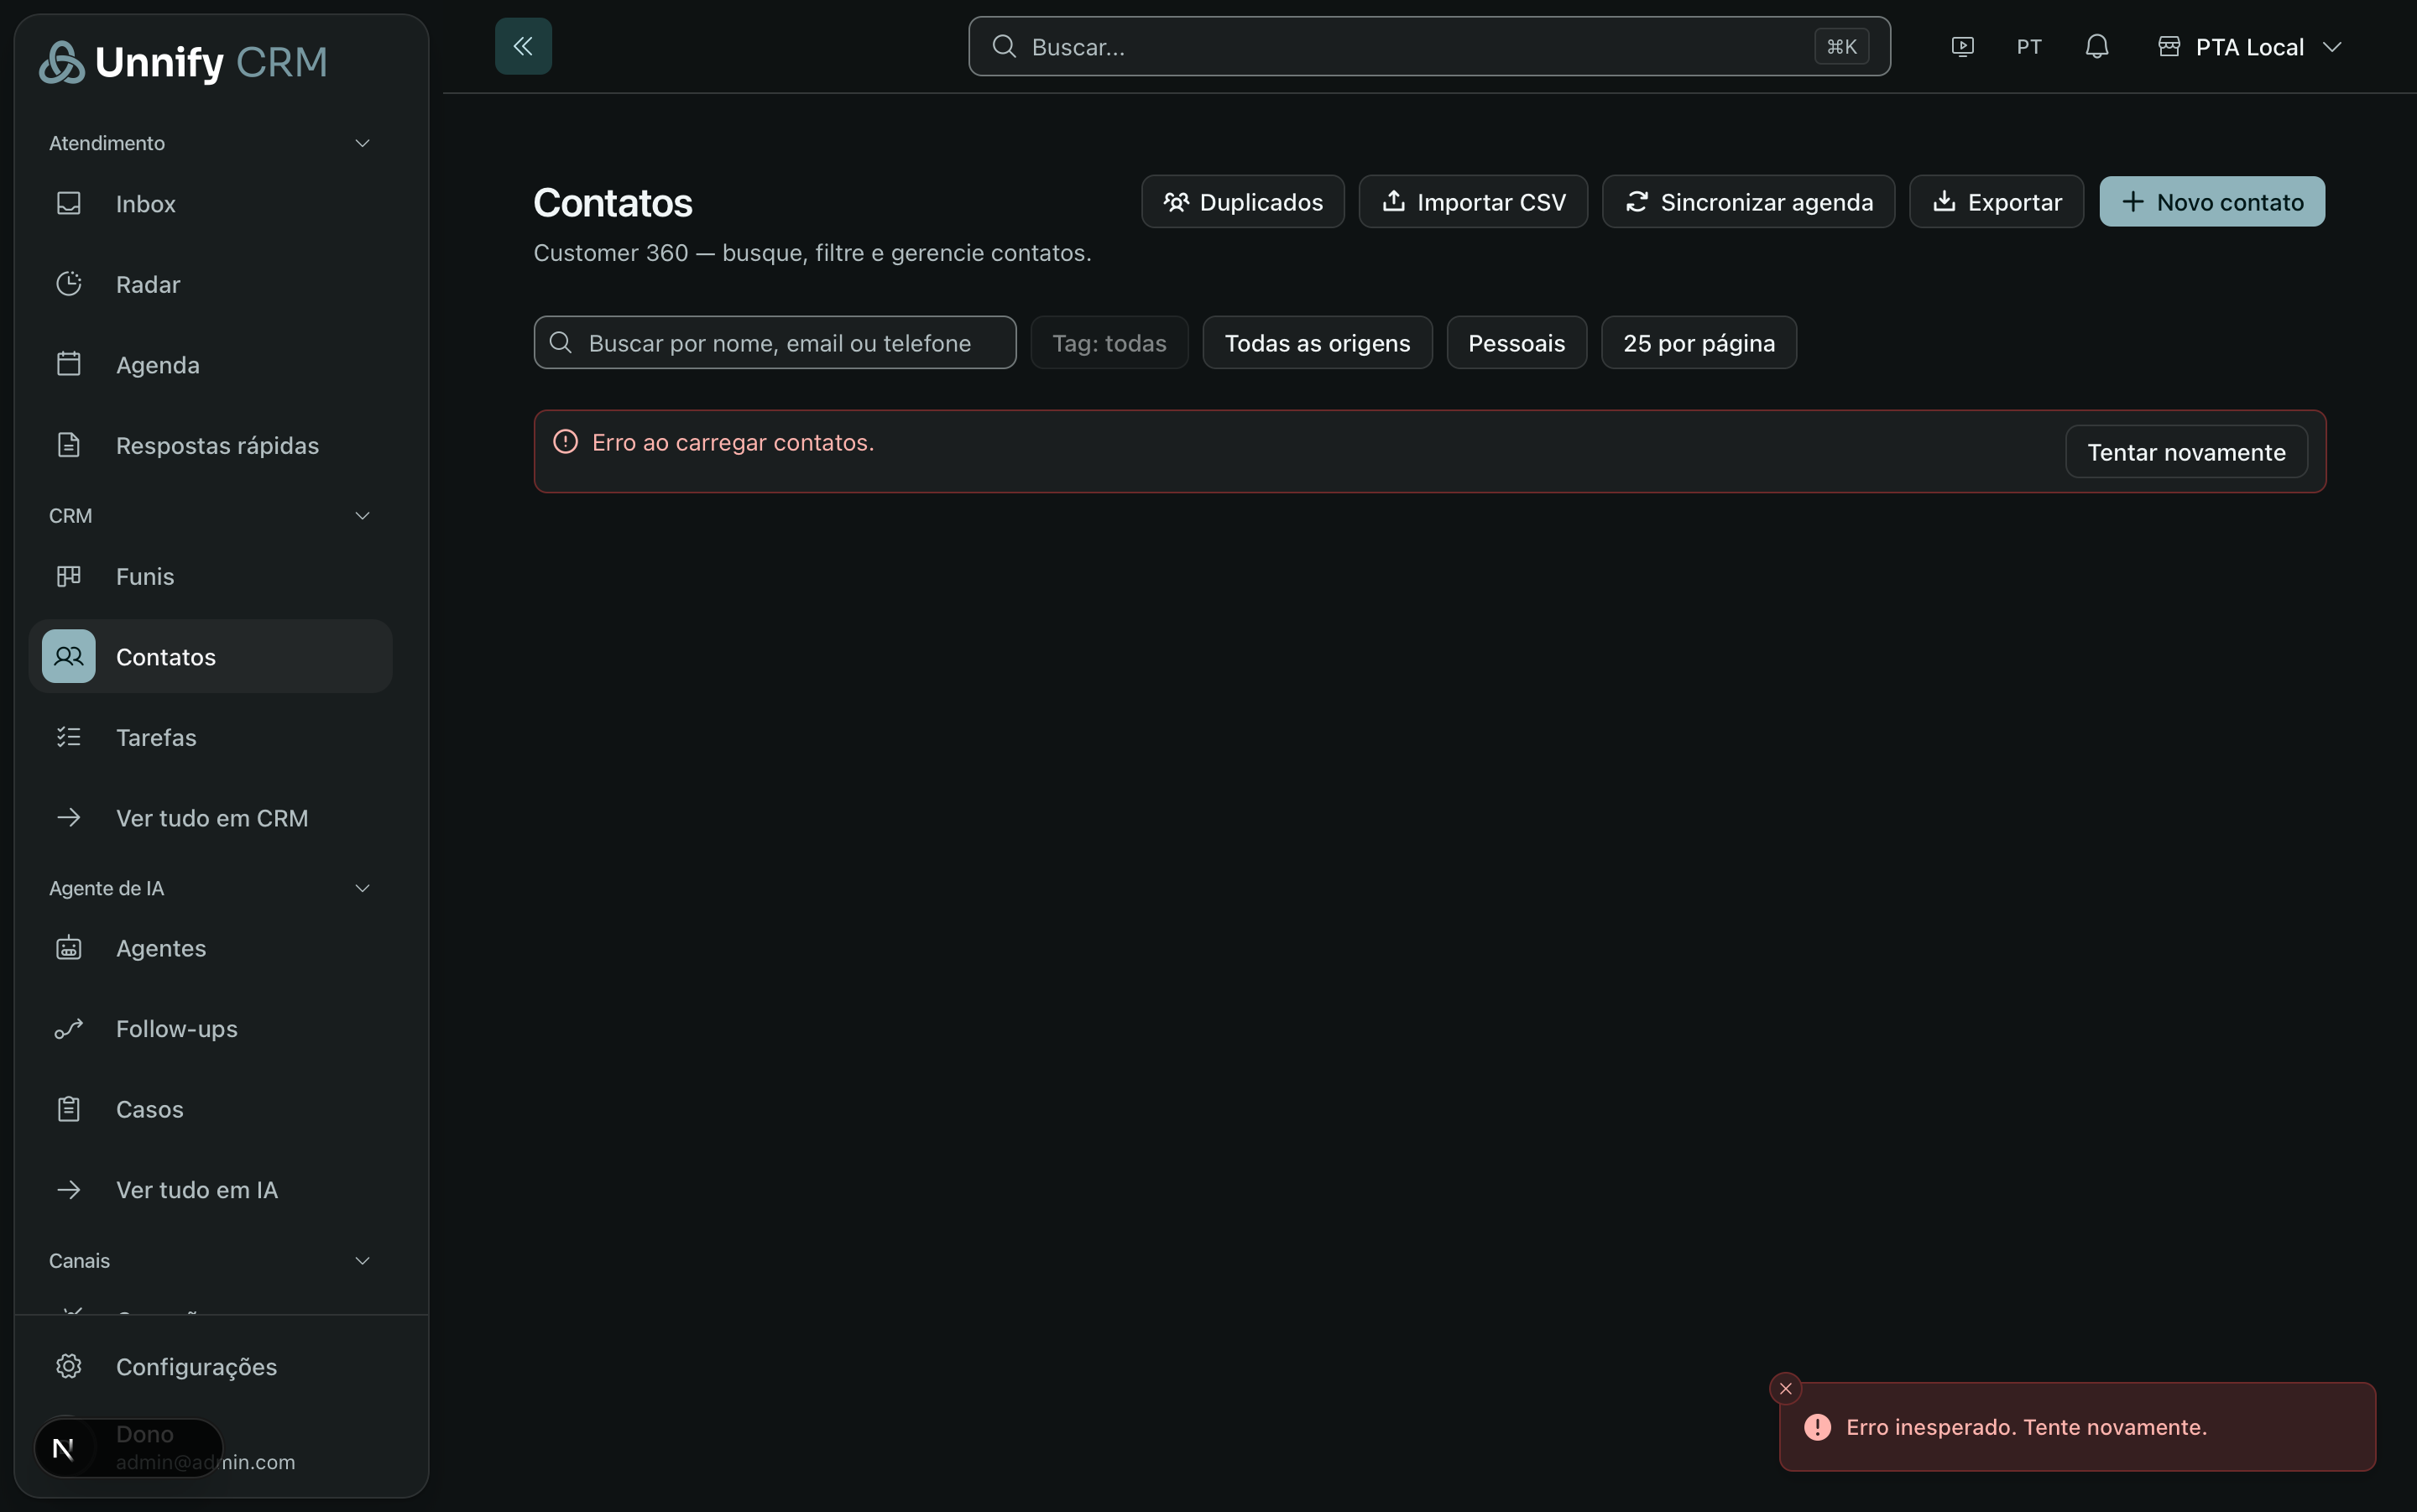 Unnify CRM
Buscar...
⌘K
PT
PTA Local
Atendimento
Inbox
Radar
Agenda
Respostas rápidas
CRM
Funis
Contatos
Tarefas
Ver tudo em CRM
Agente de IA
Agentes
Follow-ups
Casos
Ver tudo em IA
Canais
Configurações
Dono
admin@admin.com
Contatos
Customer 360 — busque, filtre e gerencie contatos.
Duplicados
Importar CSV
Sincronizar agenda
Exportar
Novo contato
Buscar por nome, email ou telefone
Tag: todas
Todas as origens
Pessoais
25 por página
Erro ao carregar contatos.
Tentar novamente
Erro inesperado. Tente novamente.